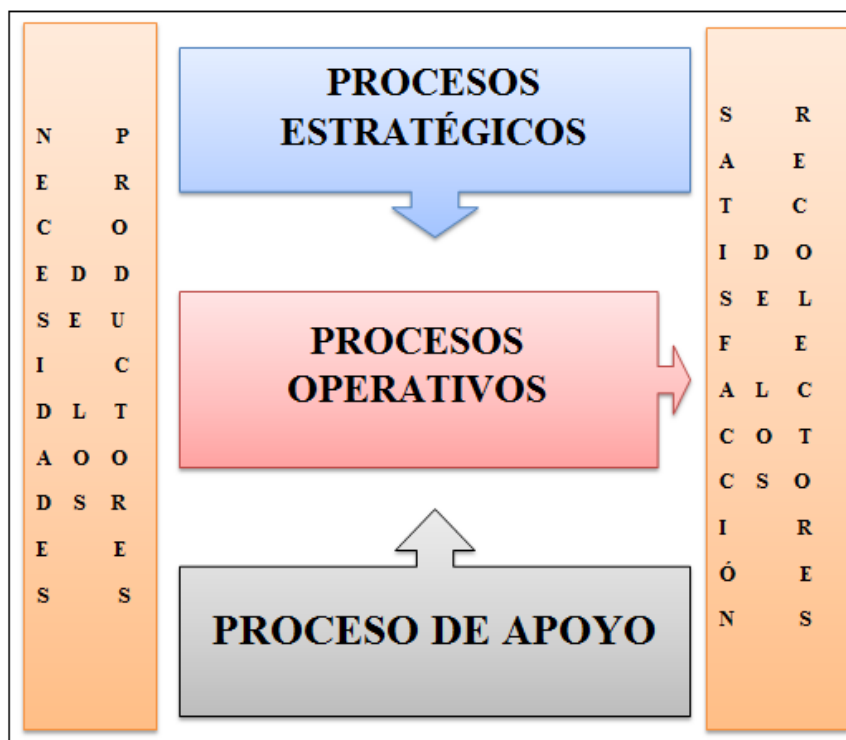 NECESIDADES
DE LOS
PRODUCTORES
PROCESOS
ESTRATÉGICOS
PROCESOS
OPERATIVOS
PROCESO DE APOYO
SATISFACCIÓN
DE LOS
RECOLECTORES